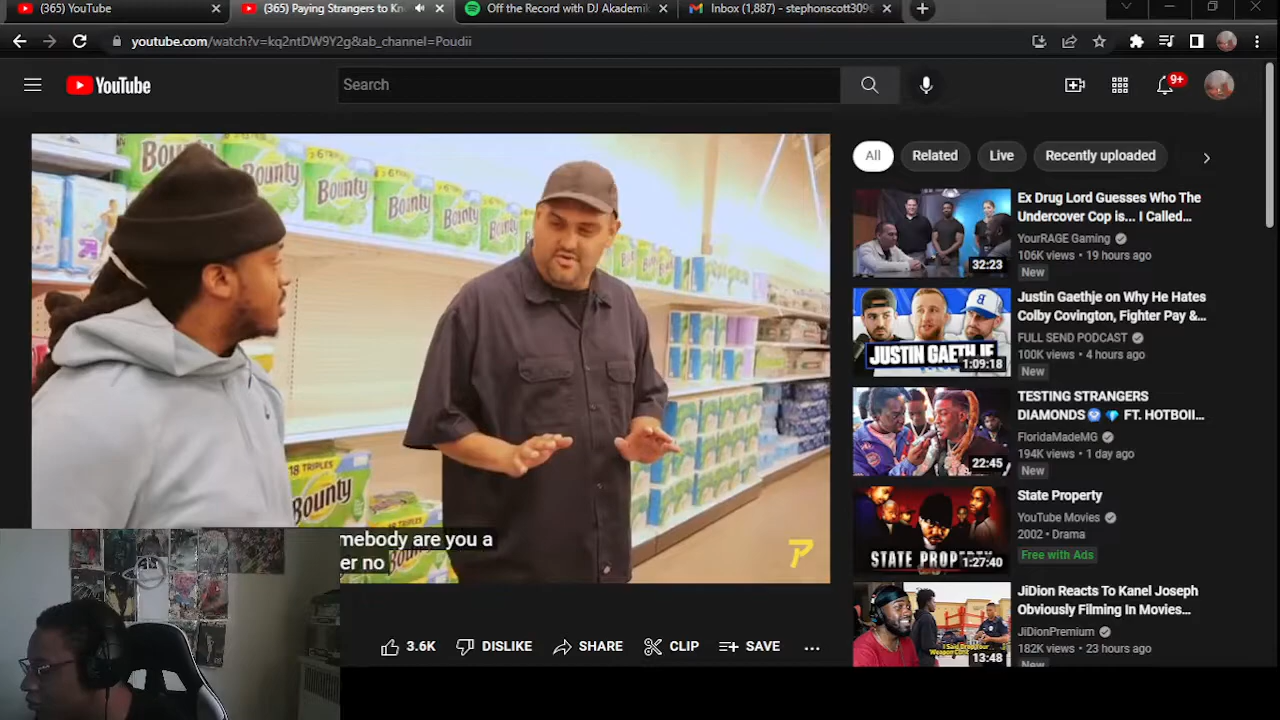 (365) YouTube
(365) Paying Strangers to Kn
Off the Record with DJ Akademik
Inbox (1,887) - stephonscott309
youtube.com/watch?v=kq2ntDW9Y2g&ab_channel=Poudii
YouTube
Search
9+
All
Related
Live
Recently uploaded
Bounty
Bounty
Bounty
Bounty
Bounty
Bounty
Bounty
18 TRIPLES
Bounty
mebody are you a
er no
3.6K
DISLIKE
SHARE
CLIP
SAVE
Ex Drug Lord Guesses Who The
Undercover Cop is... I Called...
YourRAGE Gaming
106K views • 19 hours ago
New
32:23
Justin Gaethje on Why He Hates
Colby Covington, Fighter Pay &...
FULL SEND PODCAST
100K views • 4 hours ago
New
JUSTIN GAETHJE
1:09:18
TESTING STRANGERS
DIAMONDS FT. HOTBOII...
FloridaMadeMG
194K views • 1 day ago
New
22:45
State Property
YouTube Movies
2002 • Drama
Free with Ads
STATE PROP
1:27:40
JiDion Reacts To Kanel Joseph
Obviously Filming In Movies...
JiDionPremium
182K views • 23 hours ago
New
13:48